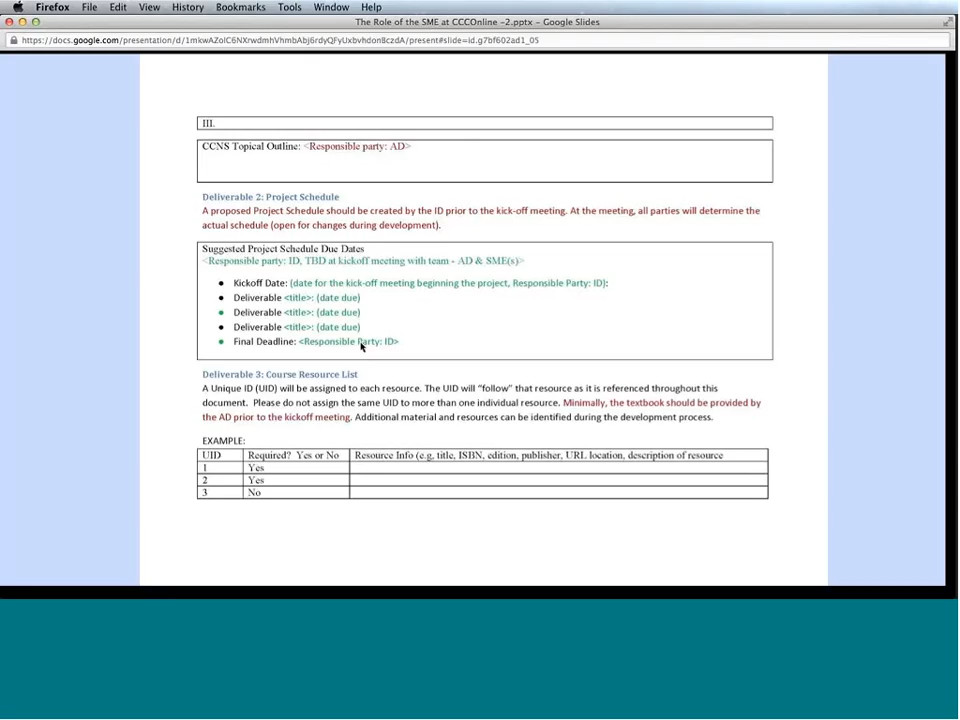 Firefox File Edit View History Bookmarks Tools Window Help
The Role of the SME at CCCOnline -2.pptx - Google Slides
III.
CCNS Topical Outline: <Responsible party: AD>
Deliverable 2: Project Schedule
A proposed Project Schedule should be created by the ID prior to the kick-off meeting. At the meeting, all parties will determine the
actual schedule (open for changes during development).
Suggested Project Schedule Due Dates
<Responsible party: ID, TBD at kickoff meeting with team - AD & SME(s)>
● Kickoff Date: (date for the kick-off meeting beginning the project, Responsible Party: ID):
● Deliverable <title>: (date due)
● Deliverable <title>: (date due)
● Deliverable <title>: (date due)
● Final Deadline: <Responsible Party: ID>
Deliverable 3: Course Resource List
A Unique ID (UID) will be assigned to each resource. The UID will “follow” that resource as it is referenced throughout this
document. Please do not assign the same UID to more than one individual resource. Minimally, the textbook should be provided by
the AD prior to the kickoff meeting. Additional material and resources can be identified during the development process.
EXAMPLE:
UID Required? Yes or No Resource Info (e.g, title, ISBN, edition, publisher, URL location, description of resource
1 Yes
2 Yes
3 No